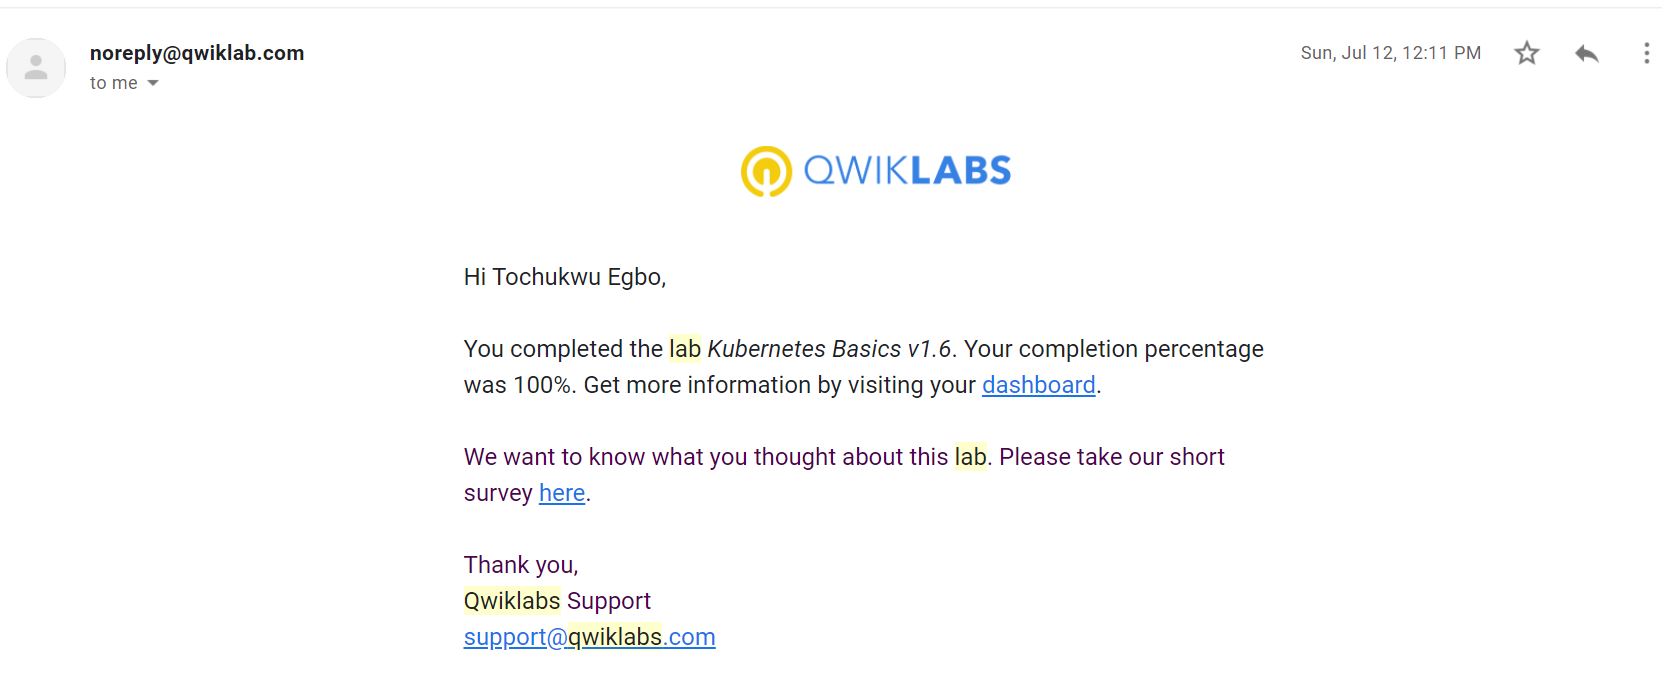 noreply@qwiklab.com
Sun, Jul 12, 12:11 PM
to me
QWIKLABS
Hi Tochukwu Egbo,
You completed the lab Kubernetes Basics v1.6. Your completion percentage
was 100%. Get more information by visiting your dashboard.
We want to know what you thought about this lab. Please take our short
survey here.
Thank you,
Qwiklabs Support
support@qwiklabs.com